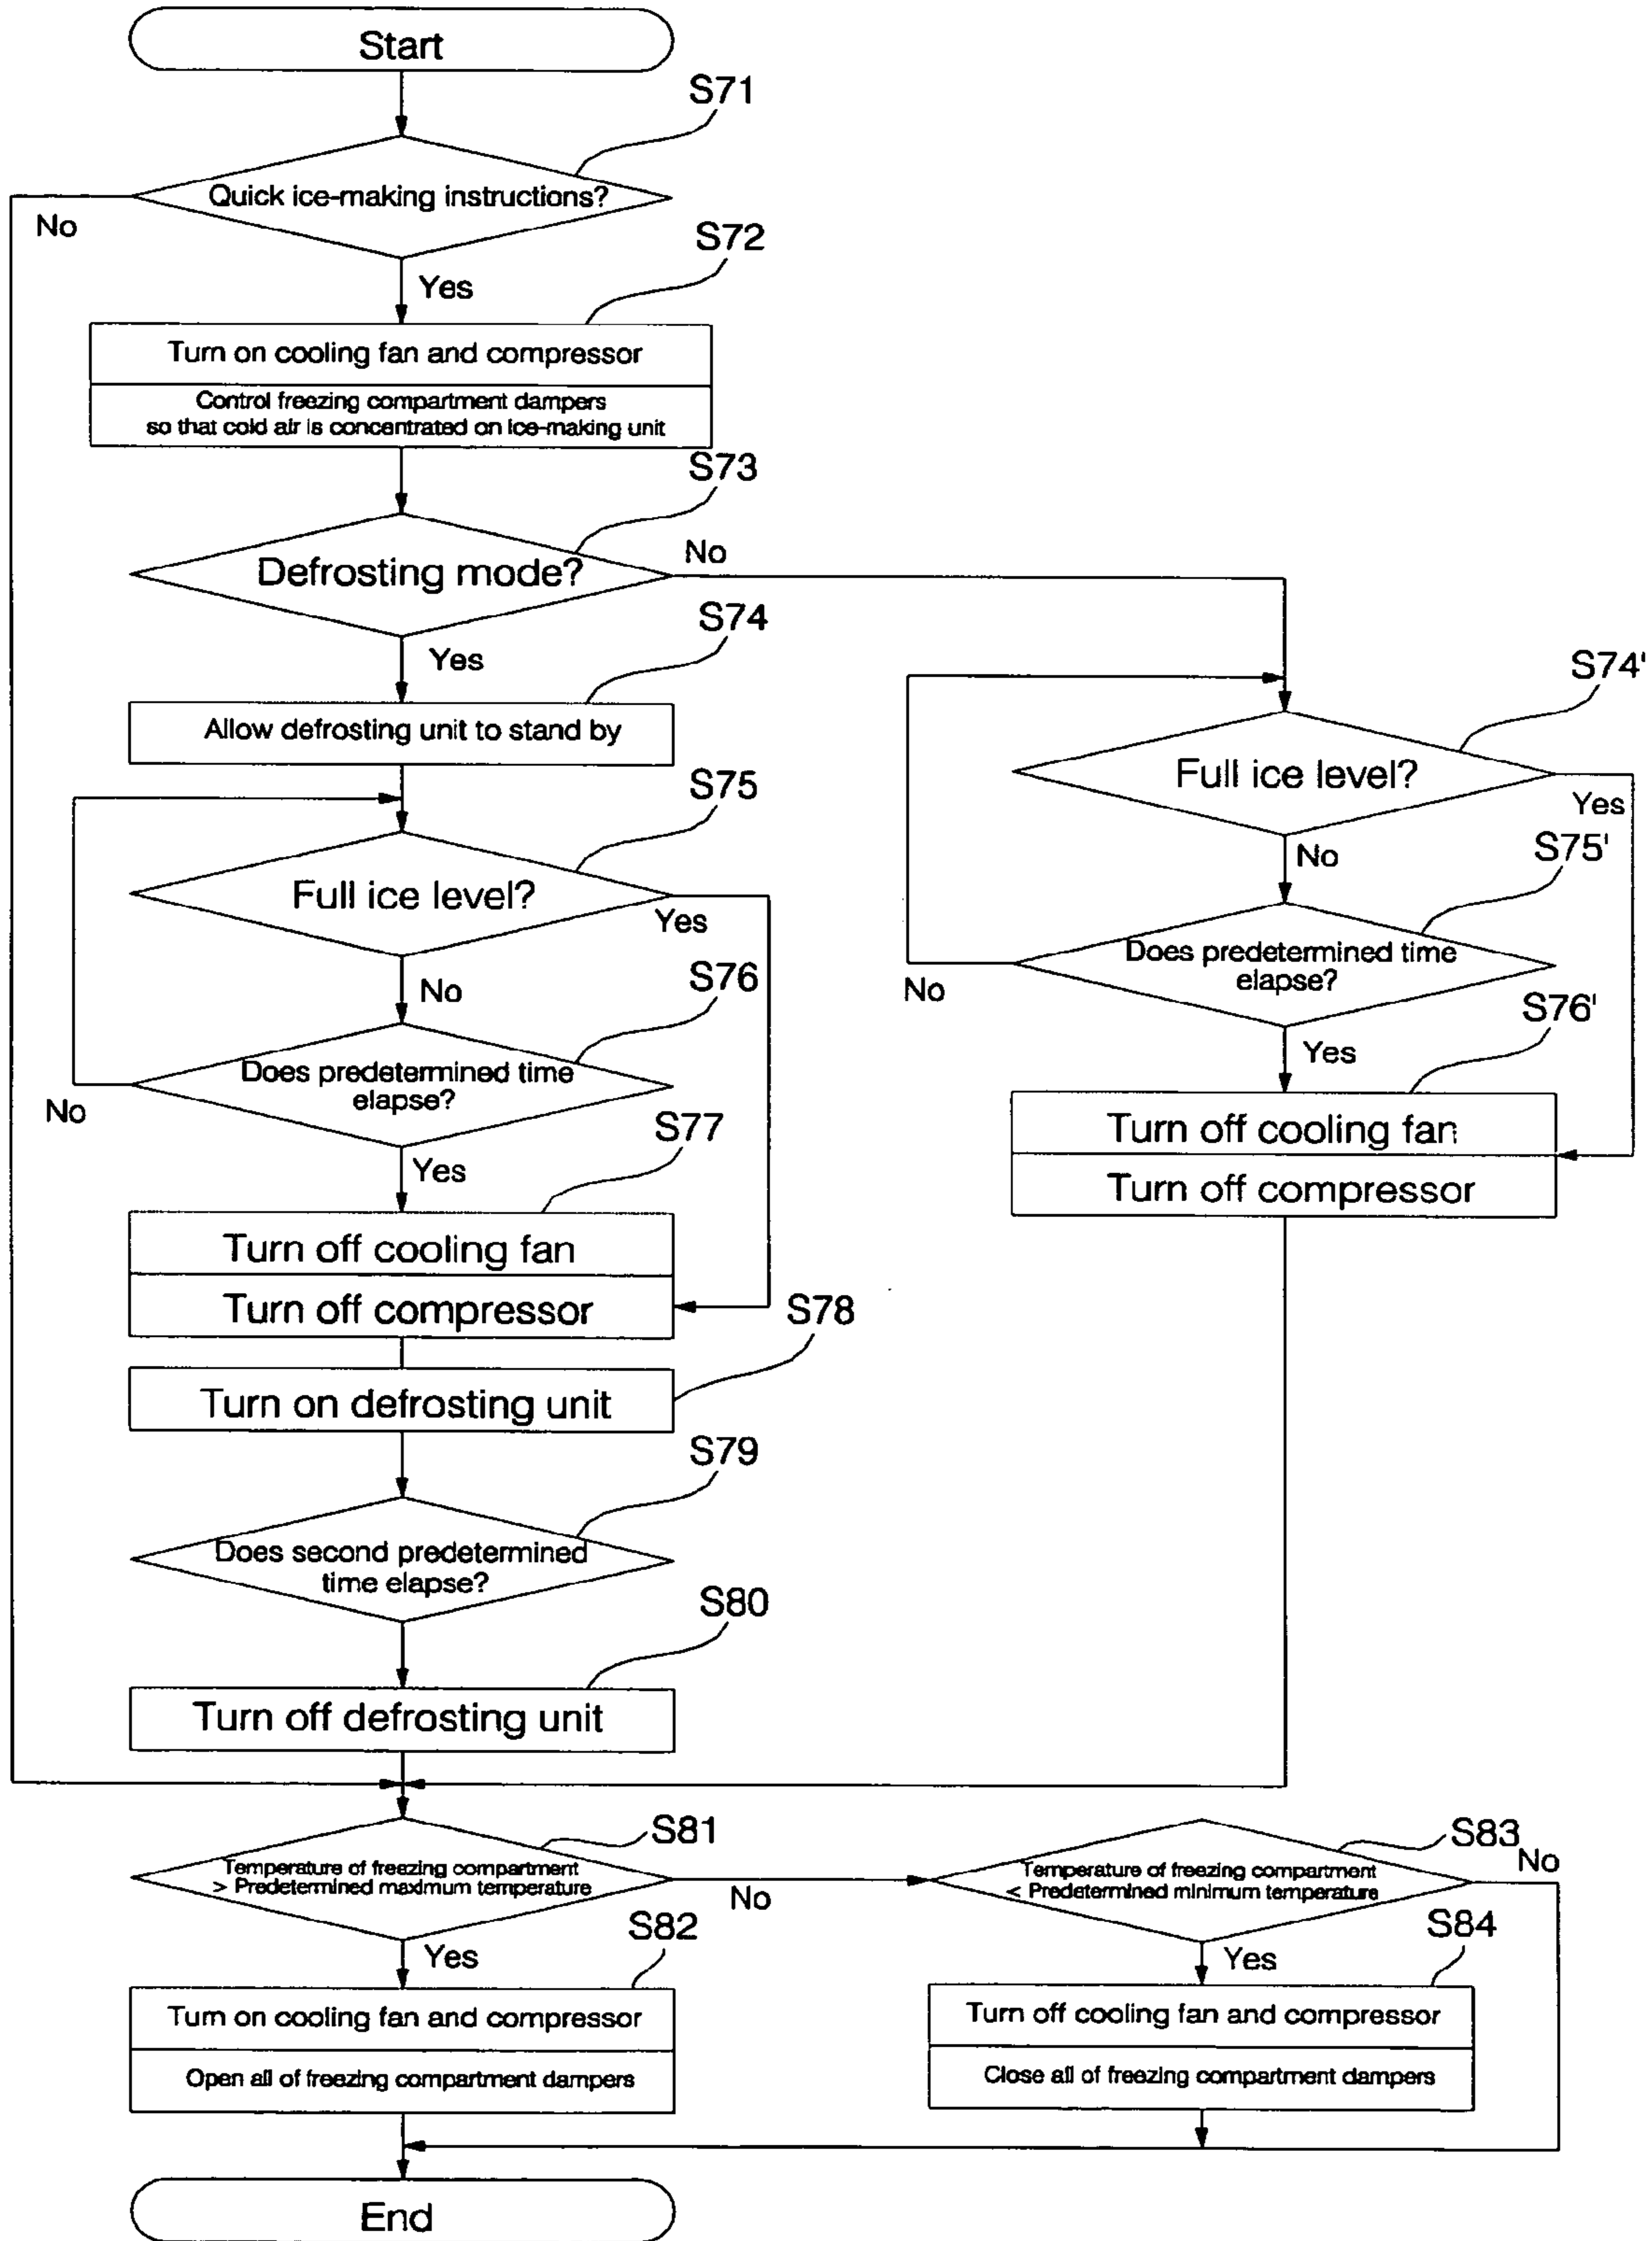 Start
S71
Quick ice-making instructions?
No
Yes
S72
Turn on cooling fan and compressor
Control freezing compartment dampers
so that cold air is concentrated on ice-making unit
S73
Defrosting mode?
No
Yes
S74
Allow defrosting unit to stand by
S75
Full ice level?
Yes
No
S76
Does predetermined time
elapse?
No
Yes
S77
Turn off cooling fan
Turn off compressor
S78
Turn on defrosting unit
S79
Does second predetermined
time elapse?
S80
Turn off defrosting unit
S74'
Full ice level?
Yes
No
S75'
Does predetermined time
elapse?
No
Yes
S76'
Turn off cooling fan
Turn off compressor
S81
Temperature of freezing compartment
> Predetermined maximum temperature
No
Yes
S82
Turn on cooling fan and compressor
Open all of freezing compartment dampers
S83
Temperature of freezing compartment
< Predetermined minimum temperature
No
Yes
S84
Turn off cooling fan and compressor
Close all of freezing compartment dampers
End